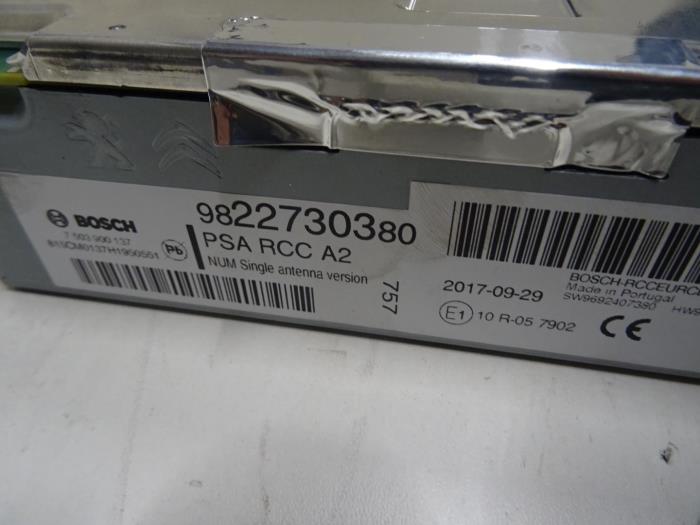 BOSCH
7 503 900 137
9822730380
PSA RCC A2
NUM Single antenna version
Pb
757
2017-09-29
E1 10 R-05 7902
CE
BOSCH-RCCEURCE
Made in Portugal
SW9692407380